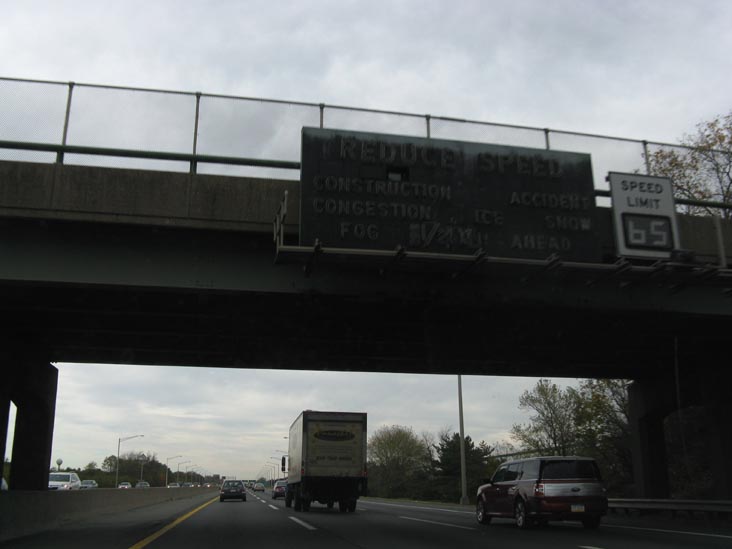 REDUCE SPEED
CONSTRUCTION ACCIDENT
CONGESTION ICE SNOW
FOG AHEAD
SPEED
LIMIT
65